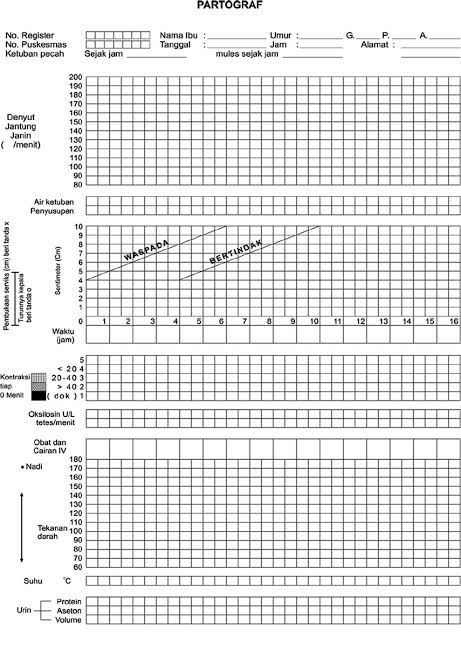 PARTOGRAF
No. Register Nama Ibu : Umur : G. P. A.
No. Puskesmas Tanggal : Jam : Alamat :
Ketuban pecah Sejak jam mules sejak jam
200
190
180
170
160
150
140
130
120
110
100
90
80
Denyut
Jantung
Janin
( /menit)
Air ketuban
Penyusupan
Pembukaan serviks (cm) beri tanda x
Turunnya kepala
beri tanda o
Sentimeter (Cm)
10
9
8
7
6
5
4
3
2
1
0
WASPADA
BERTINDAK
1 2 3 4 5 6 7 8 9 10 11 12 13 14 15 16
Waktu
(jam)
Kontraksi
tiap
0 Menit
5
< 20 4
20-40 3
> 40 2
( dok ) 1
Oksilosin U/L
tetes/menit
Obat dan
Cairan IV
• Nadi
Tekanan
darah
180
170
160
150
140
130
120
110
100
90
80
70
60
Suhu °C
Urin
Protein
Aseton
Volume